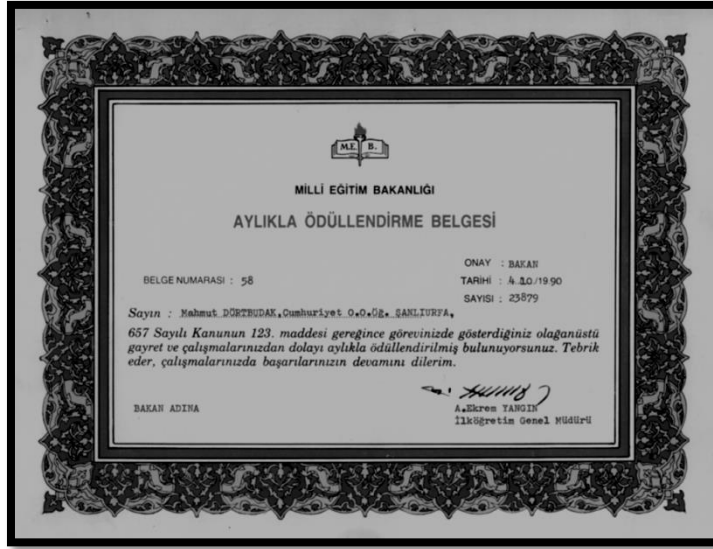 M.E. B.
MİLLİ EĞİTİM BAKANLIĞI
AYLIKLA ÖDÜLLENDİRME BELGESİ
ONAY : BAKAN
BELGE NUMARASI : 58
TARİHİ : 4.10/1990
SAYISI : 23879
Sayın : Mahmut DÖRTBUDAK,Cumhuriyet O.O.Öğ. ŞANLIURFA,
657 Sayılı Kanunun 123. maddesi gereğince görevinizde gösterdiğiniz olağanüstü
gayret ve çalışmalarınızdan dolayı aylıkla ödüllendirilmiş bulunuyorsunuz. Tebrik
eder, çalışmalarınızda başarılarınızın devamını dilerim.
BAKAN ADINA
A.Ekrem YANGIN
İlköğretim Genel Müdürü